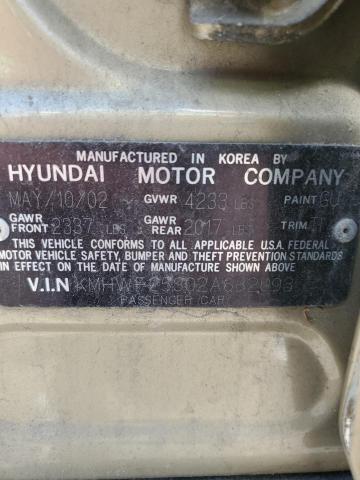 MANUFACTURED IN KOREA BY
HYUNDAI MOTOR COMPANY
MAY/10/02 GVWR 4233 LBS PAINT
GAWR FRONT 2337 LBS GAWR REAR 2017 LBS TRIM
THIS VEHICLE CONFORMS TO ALL APPLICABLE U.S.A. FEDERAL
MOTOR VEHICLE SAFETY, BUMPER AND THEFT PREVENTION STANDARDS
IN EFFECT ON THE DATE OF MANUFACTURE SHOWN ABOVE.
V.I.N
PASSENGER CAR